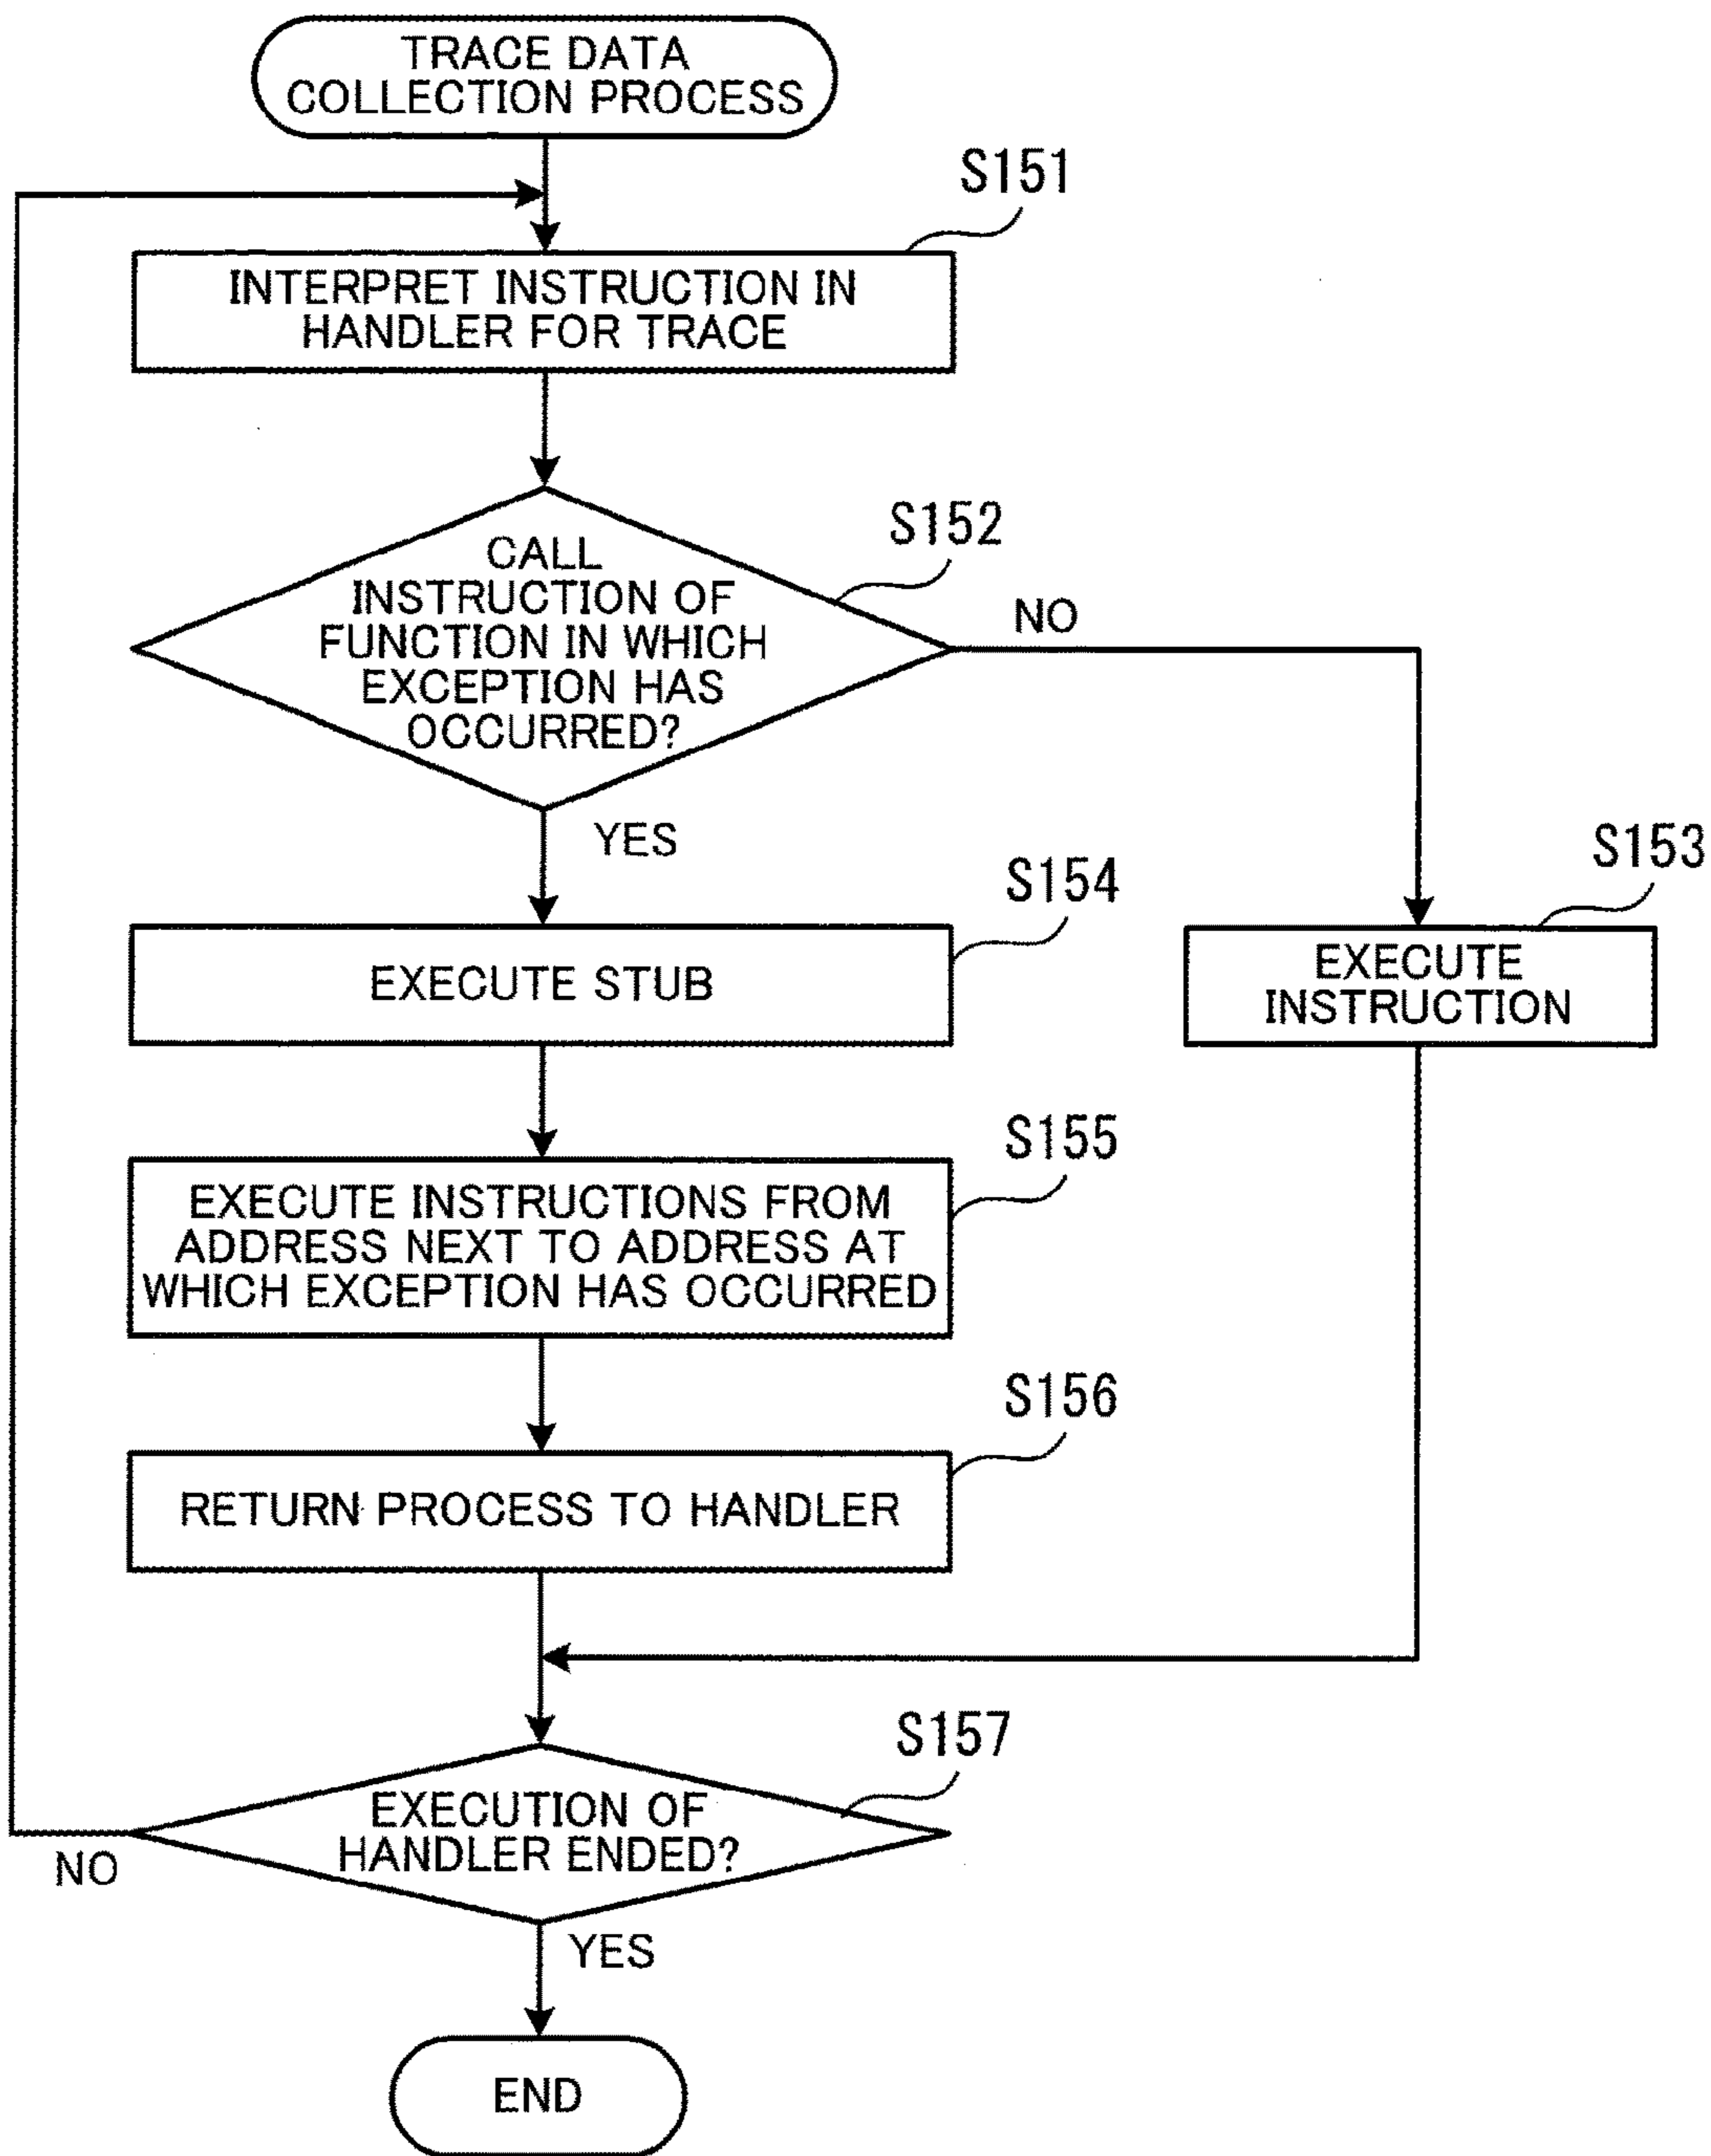 TRACE DATA
COLLECTION PROCESS
S151
INTERPRET INSTRUCTION IN
HANDLER FOR TRACE
S152
CALL
INSTRUCTION OF
FUNCTION IN WHICH
EXCEPTION HAS
OCCURRED?
NO
YES
S153
EXECUTE
INSTRUCTION
S154
EXECUTE STUB
S155
EXECUTE INSTRUCTIONS FROM
ADDRESS NEXT TO ADDRESS AT
WHICH EXCEPTION HAS OCCURRED
S156
RETURN PROCESS TO HANDLER
S157
EXECUTION OF
HANDLER ENDED?
NO
YES
END